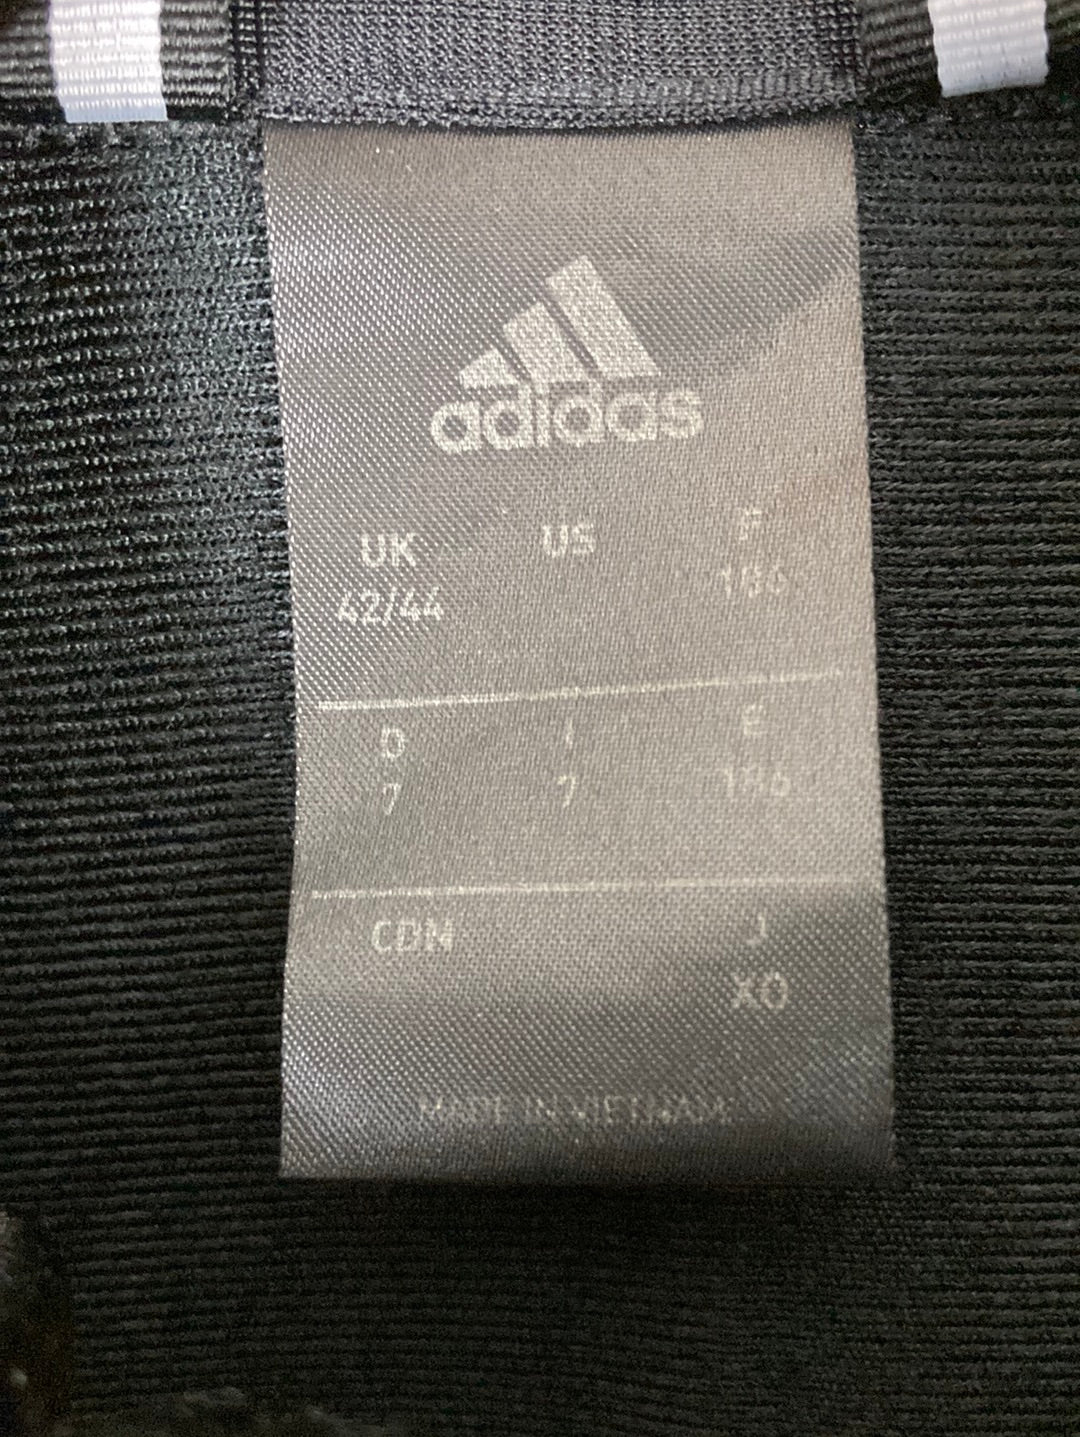 adidas
UK US F
42/44 186
D I E
7 7 186
CDN J
XO
MADE IN VIETNAM